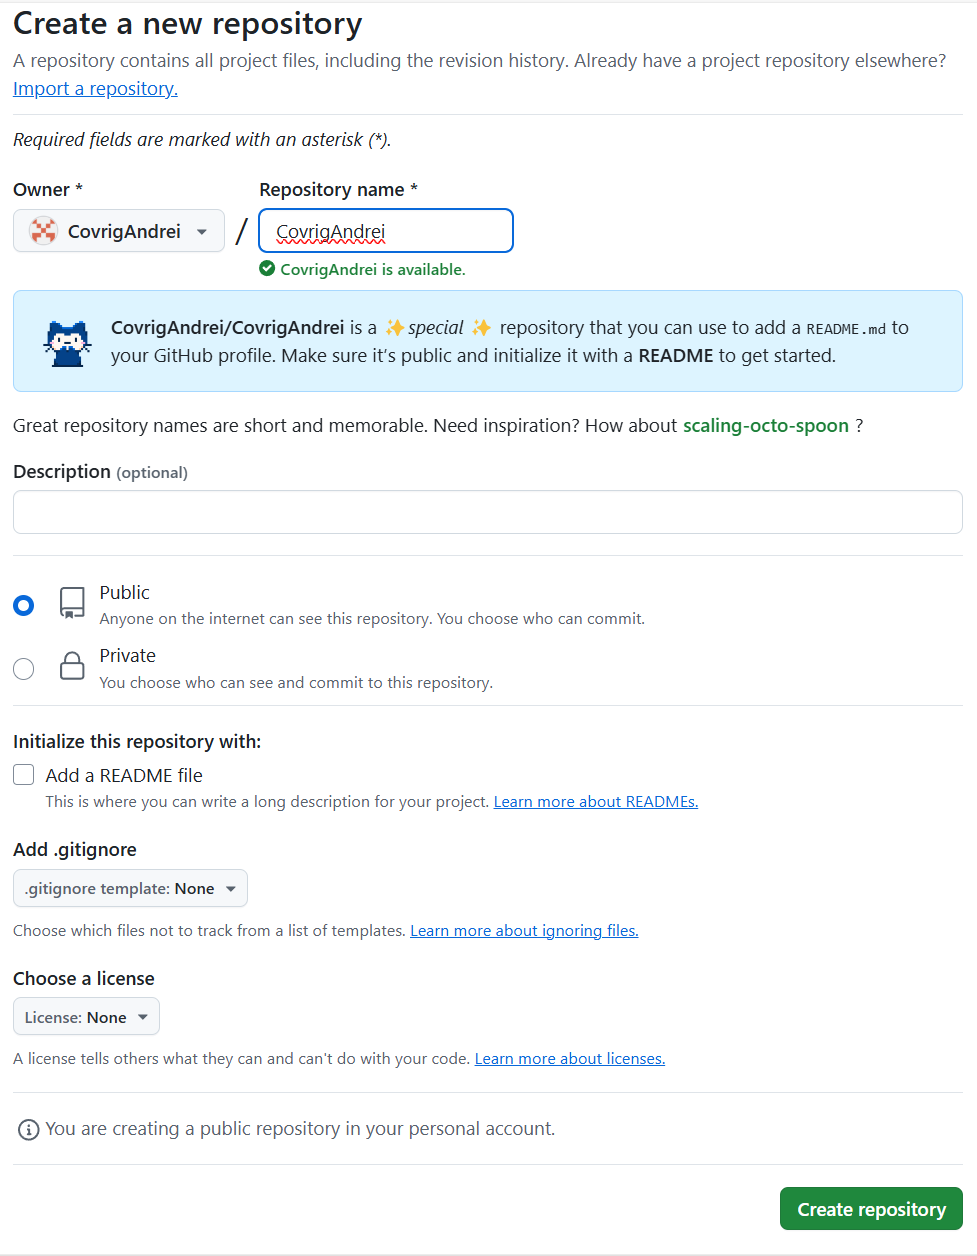 Create a new repository
A repository contains all project files, including the revision history. Already have a project repository elsewhere?
Import a repository.
Required fields are marked with an asterisk (*).
Owner * Repository name *
CovrigAndrei / CovrigAndrei
CovrigAndrei is available.
CovrigAndrei/CovrigAndrei is a ✨ special ✨ repository that you can use to add a README.md to
your GitHub profile. Make sure it’s public and initialize it with a README to get started.
Great repository names are short and memorable. Need inspiration? How about scaling-octo-spoon ?
Description (optional)
Public
Anyone on the internet can see this repository. You choose who can commit.
Private
You choose who can see and commit to this repository.
Initialize this repository with:
Add a README file
This is where you can write a long description for your project. Learn more about READMEs.
Add .gitignore
.gitignore template: None
Choose which files not to track from a list of templates. Learn more about ignoring files.
Choose a license
License: None
A license tells others what they can and can't do with your code. Learn more about licenses.
You are creating a public repository in your personal account.
Create repository